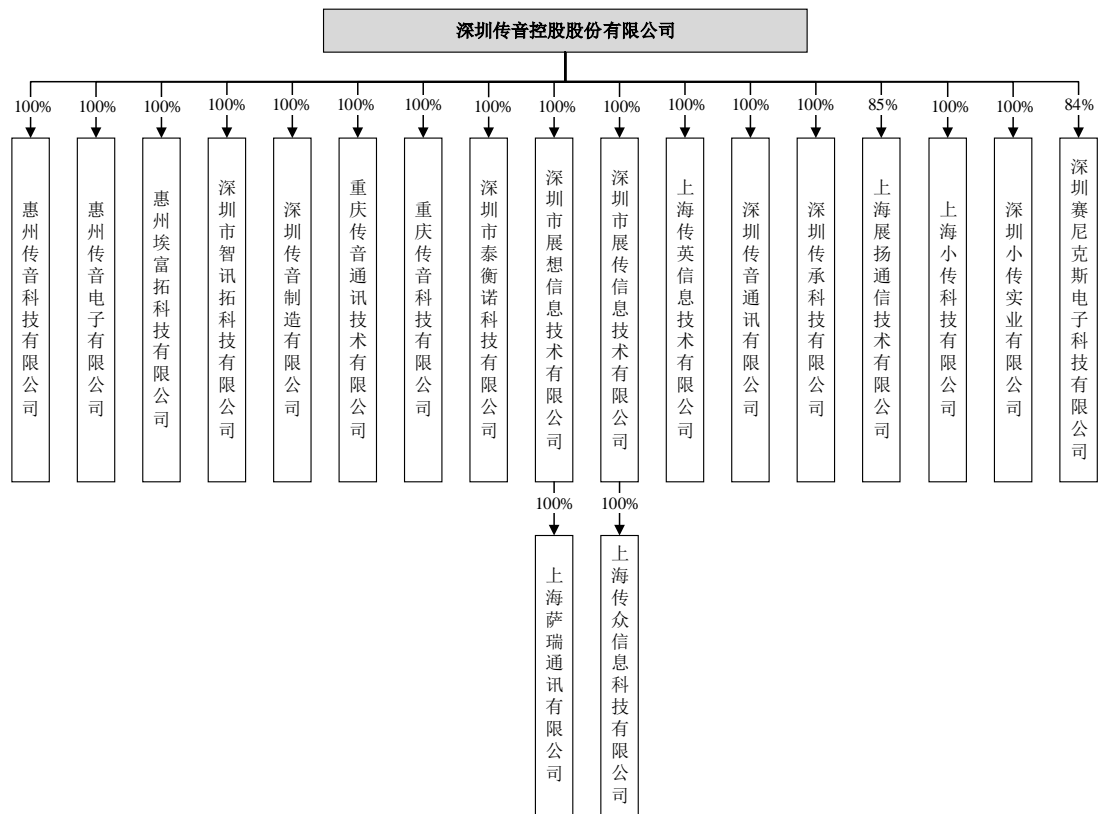 深圳传音控股股份有限公司
100%
100%
100%
100%
100%
100%
100%
100%
100%
100%
100%
100%
100%
85%
100%
100%
84%
惠州传音科技有限公司
惠州传音电子有限公司
惠州埃富拓科技有限公司
深圳市智讯拓科技有限公司
深圳传音制造有限公司
重庆传音通讯技术有限公司
重庆传音科技有限公司
深圳市泰衡诺科技有限公司
深圳市展想信息技术有限公司
深圳市展传信息技术有限公司
上海传英信息技术有限公司
深圳传音通讯有限公司
深圳传承科技有限公司
上海展扬通信技术有限公司
上海小传科技有限公司
深圳小传实业有限公司
深圳赛尼克斯电子科技有限公司
100%
100%
上海萨瑞通讯有限公司
上海传众信息科技有限公司